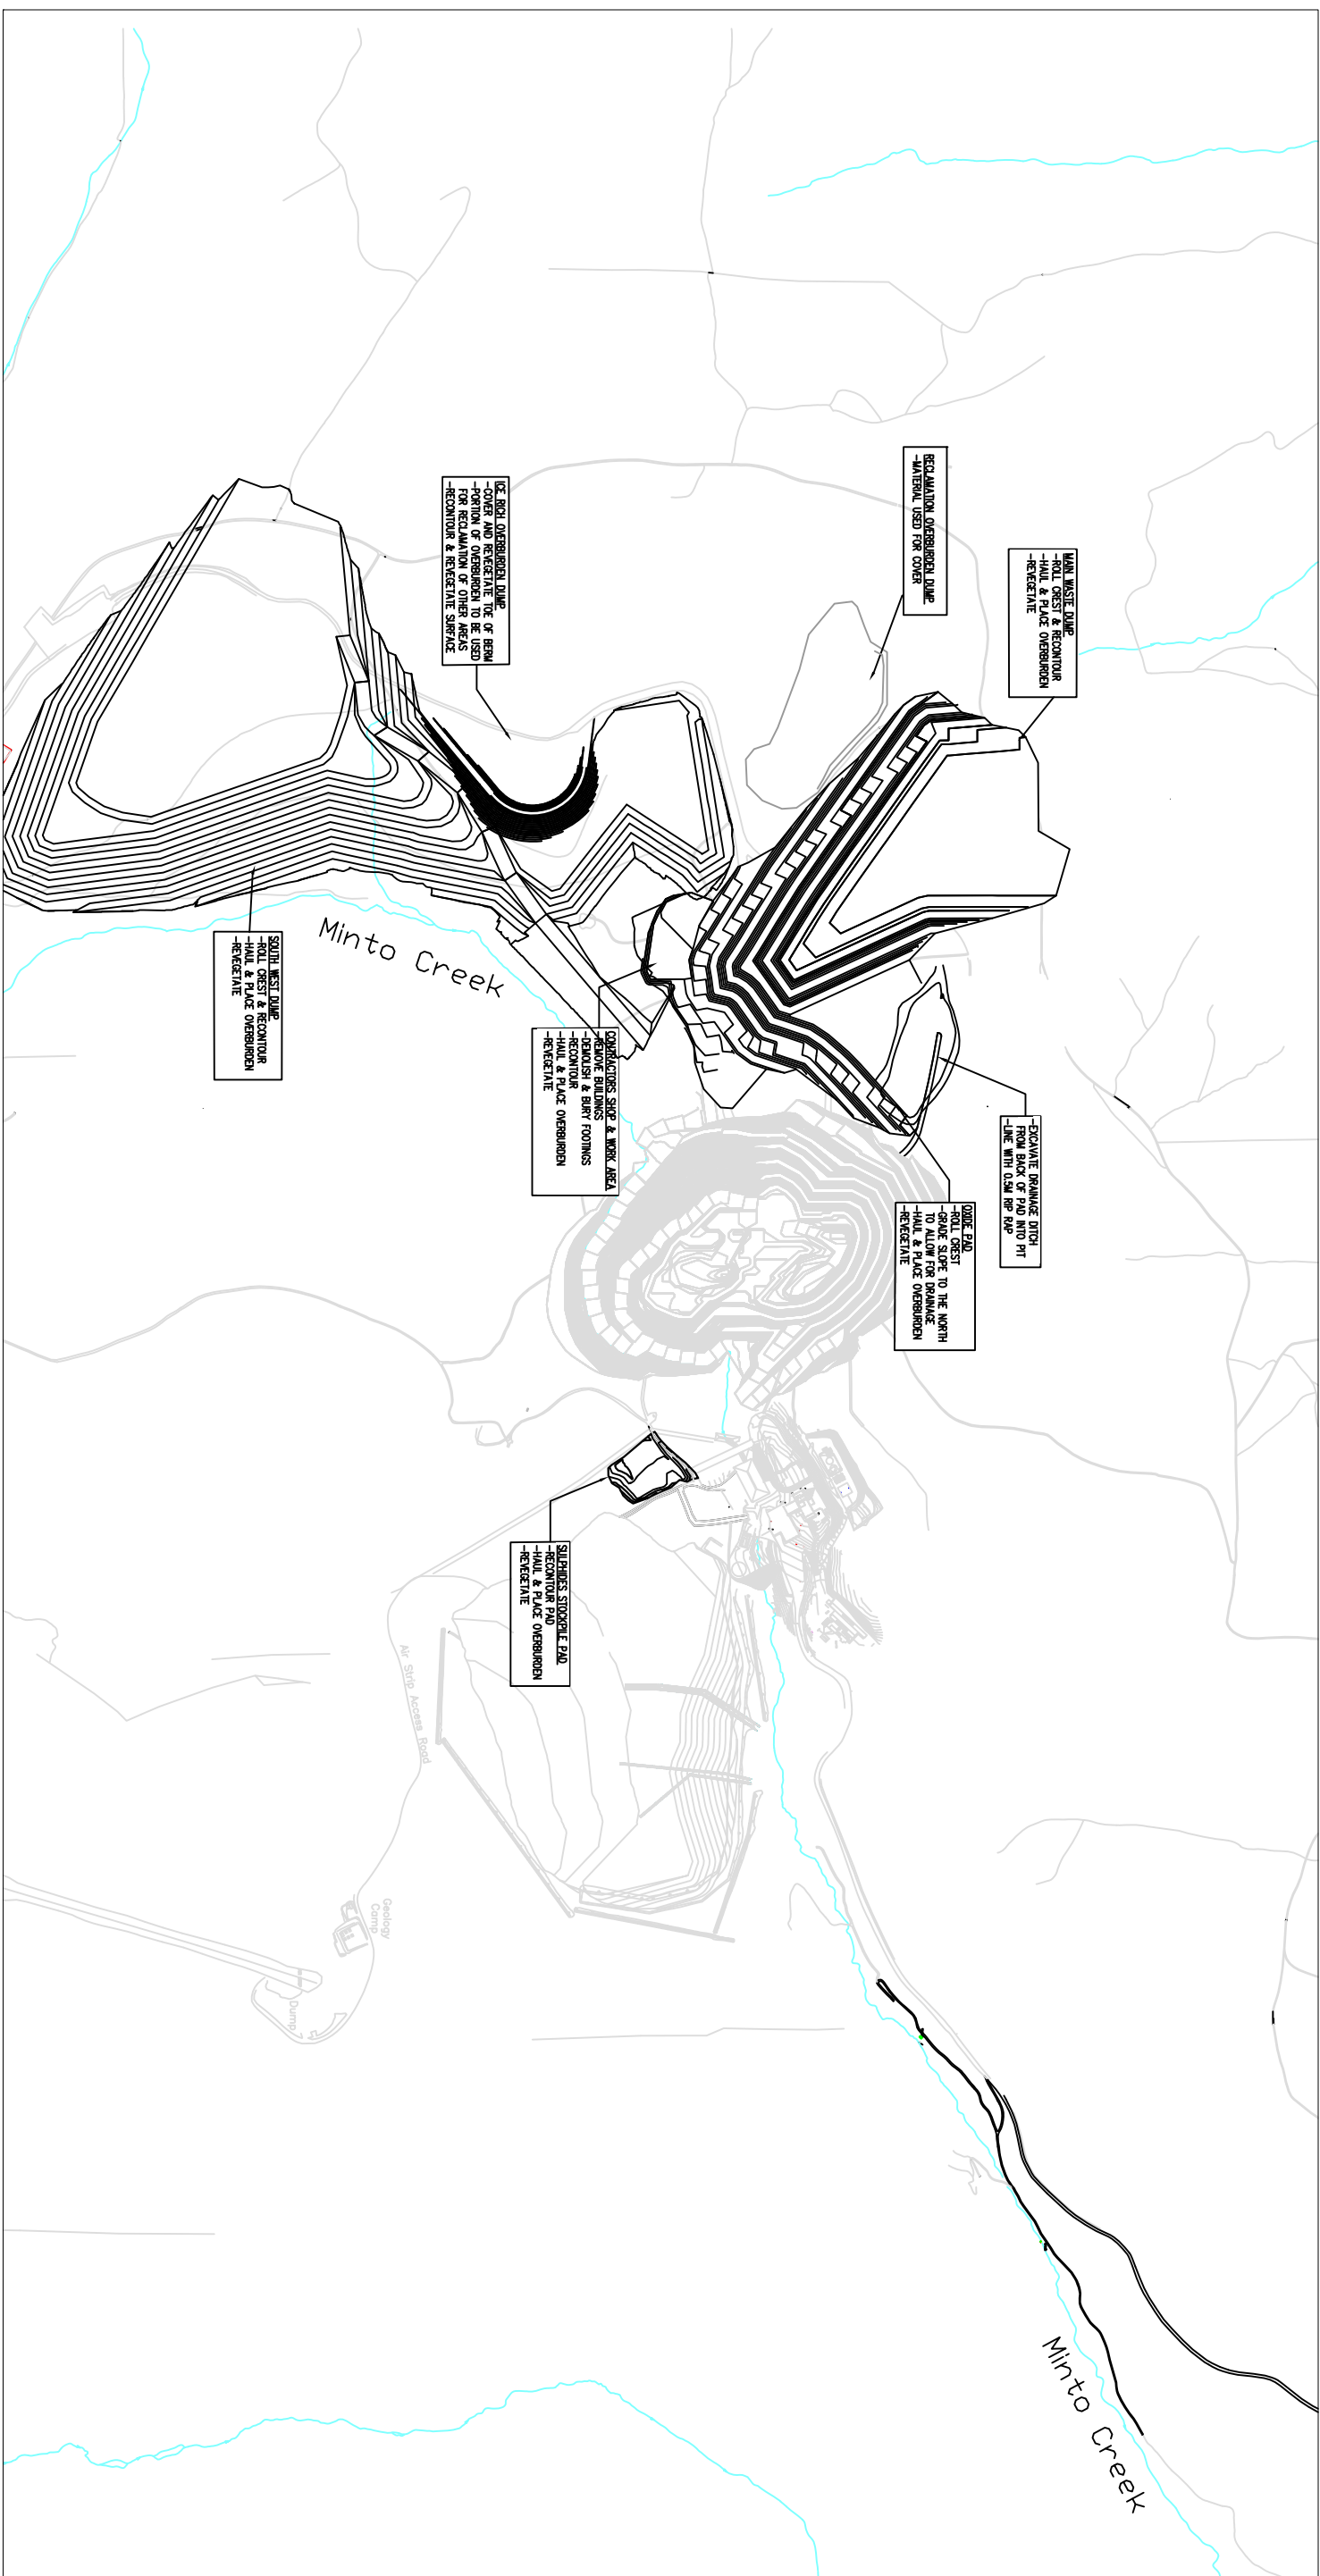 MAIN WASTE DUMP
-ROLL CREST & RECONTOUR
-HAUL & PLACE OVERBURDEN
-REVEGETATE
RECLAMATION OVERBURDEN DUMP
-MATERIAL USED FOR COVER
ICE RICH OVERBURDEN DUMP
-COVER AND REVEGETATE TOE OF BERM
-PORTION OF OVERBURDEN TO BE USED
FOR RECLAMATION OF OTHER AREAS
-RECONTOUR & REVEGETATE SURFACE
SOUTH WEST DUMP
-ROLL CREST & RECONTOUR
-HAUL & PLACE OVERBURDEN
-REVEGETATE
Minto Creek
CONTRACTORS SHOP & WORK AREA
-REMOVE BUILDINGS
-DEMOLISH & BURY FOOTINGS
-RECONTOUR
-HAUL & PLACE OVERBURDEN
-REVEGETATE
-EXCAVATE DRAINAGE DITCH
FROM BACK OF PAD INTO PIT
-LINE WITH 0.5M RIP RAP
OXIDE PAD
-ROLL CREST
-GRADE SLOPE TO THE NORTH
TO ALLOW FOR DRAINAGE
-HAUL & PLACE OVERBURDEN
-REVEGETATE
SULPHIDES STOCKPILE PAD
-RECONTOUR PAD
-HAUL & PLACE OVERBURDEN
-REVEGETATE
Air Strip Access Road
Geology
Camp
Dump
Minto Creek